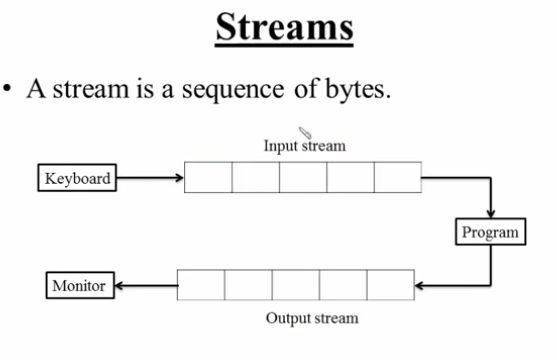 Streams
• A stream is a sequence of bytes.
Input stream
Keyboard
Program
Monitor
Output stream